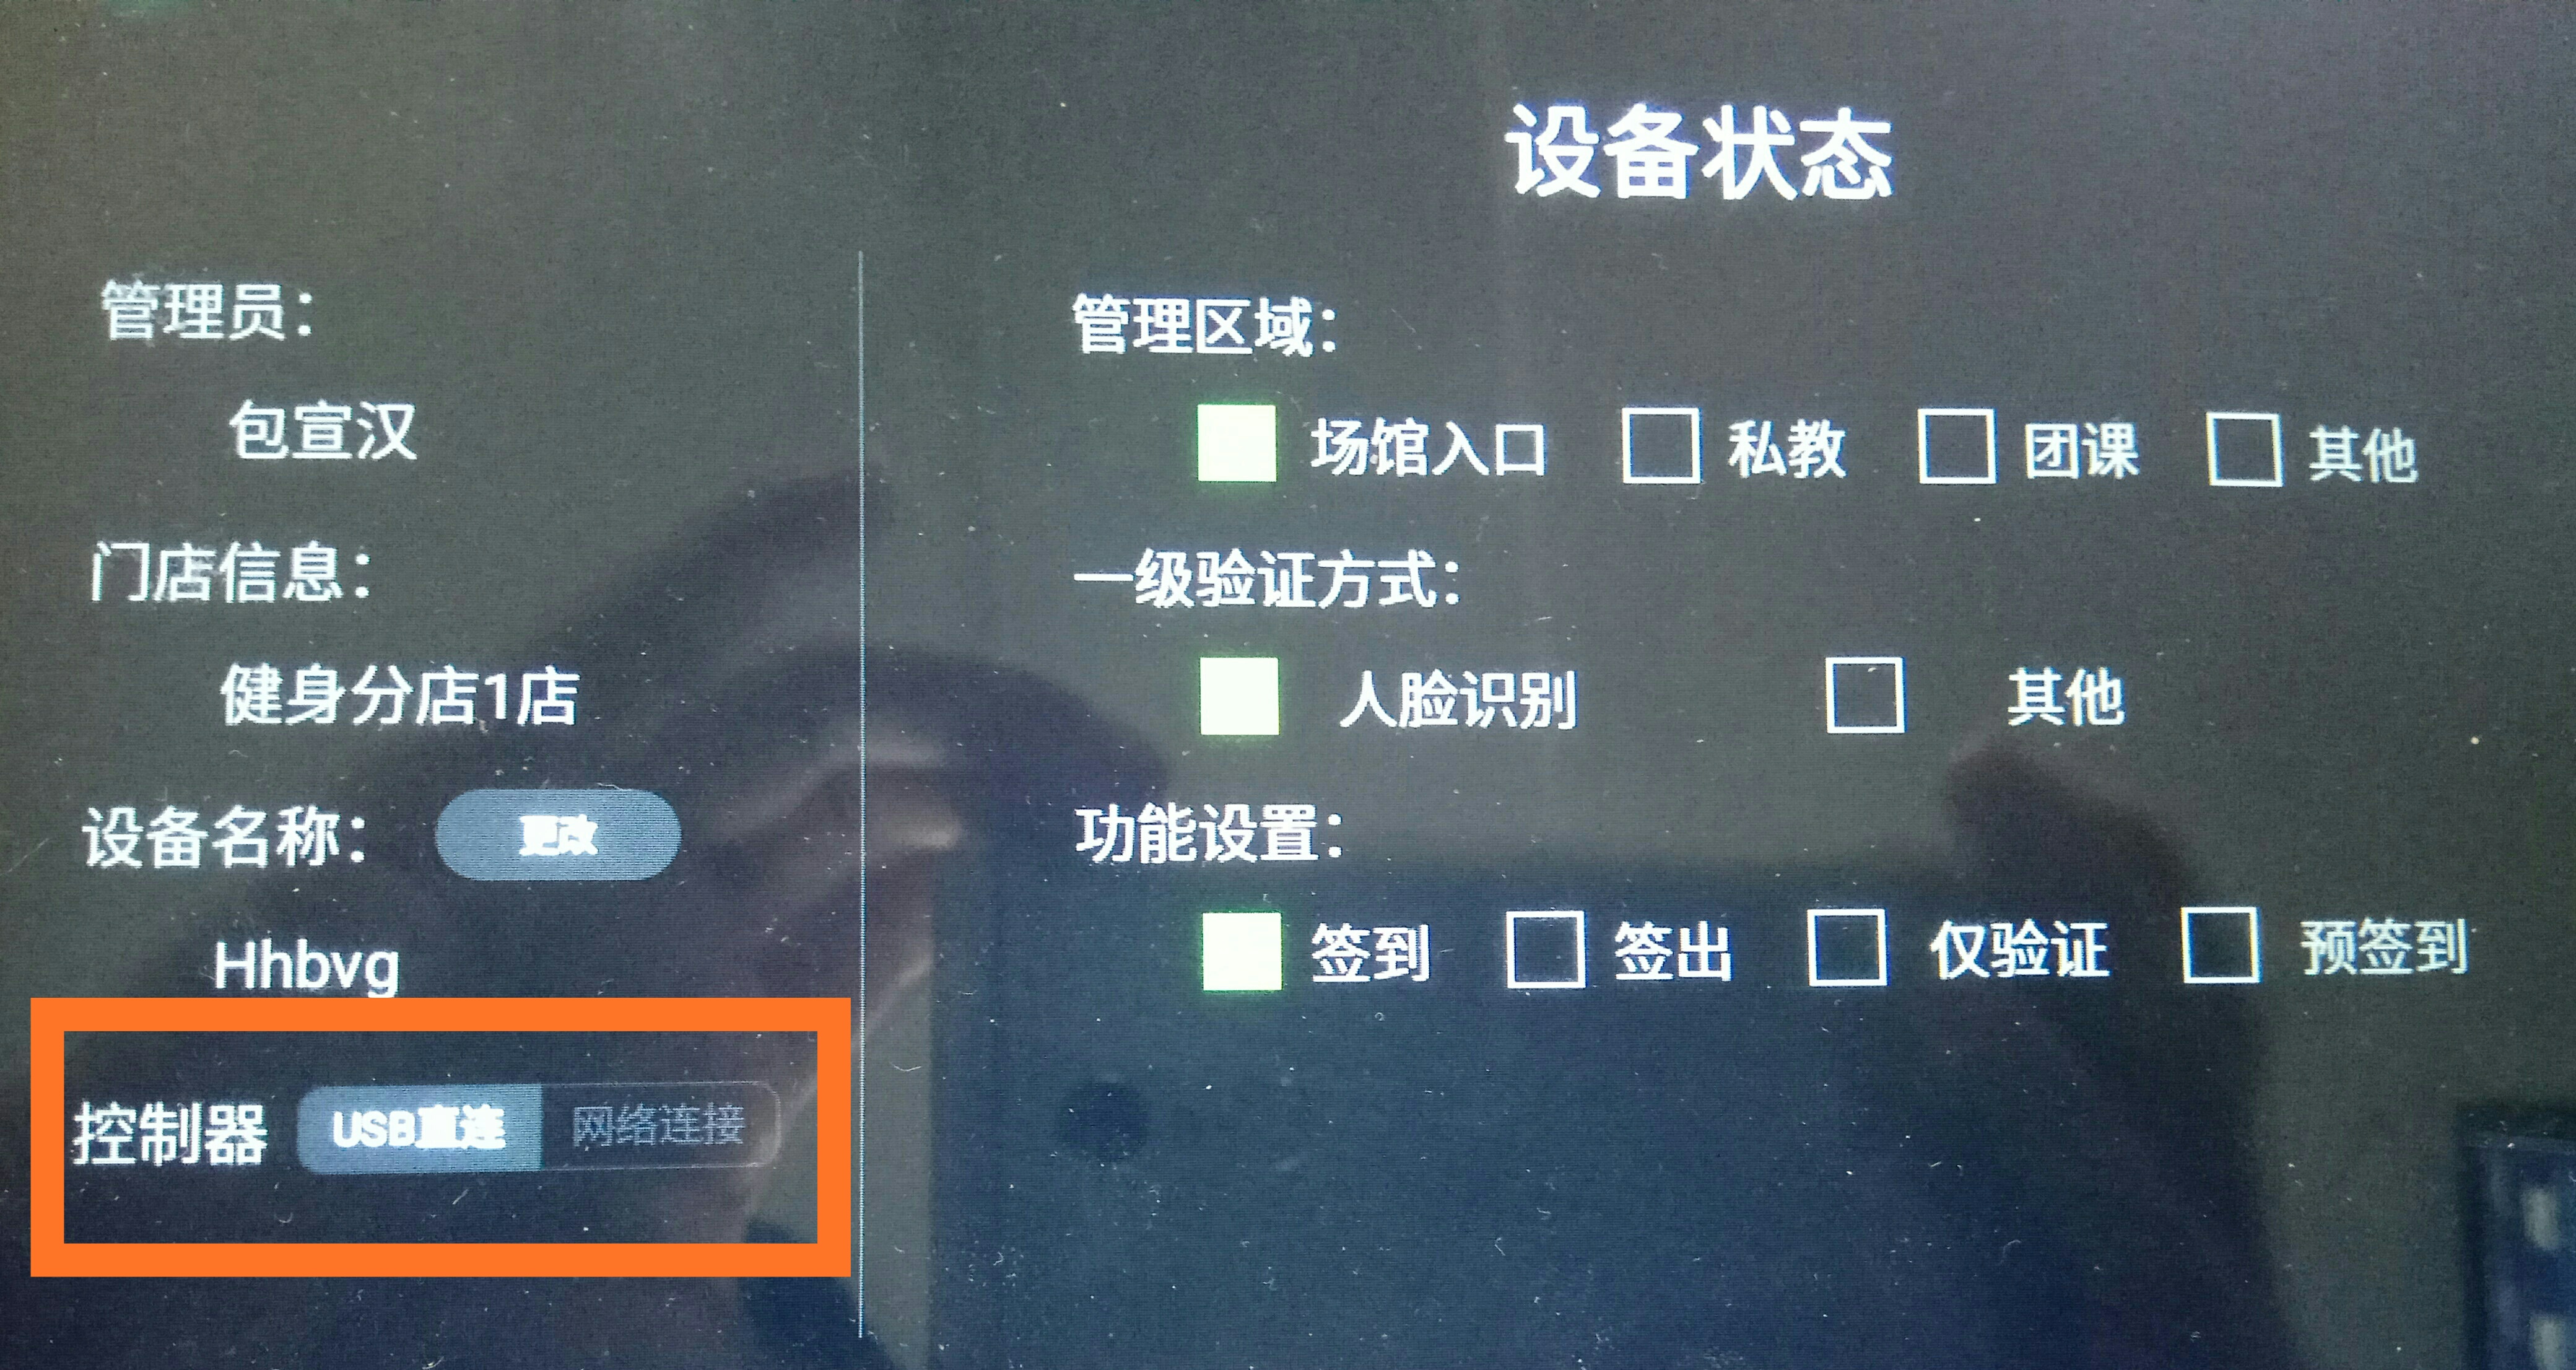 设备状态
管理员：
包宣汉
门店信息：
健身分店1店
设备名称： 更改
Hhbvg
控制器 USB直连 网络连接
管理区域：
场馆入口 私教 团课 其他
一级验证方式：
人脸识别 其他
功能设置：
签到 签出 仅验证 预签到